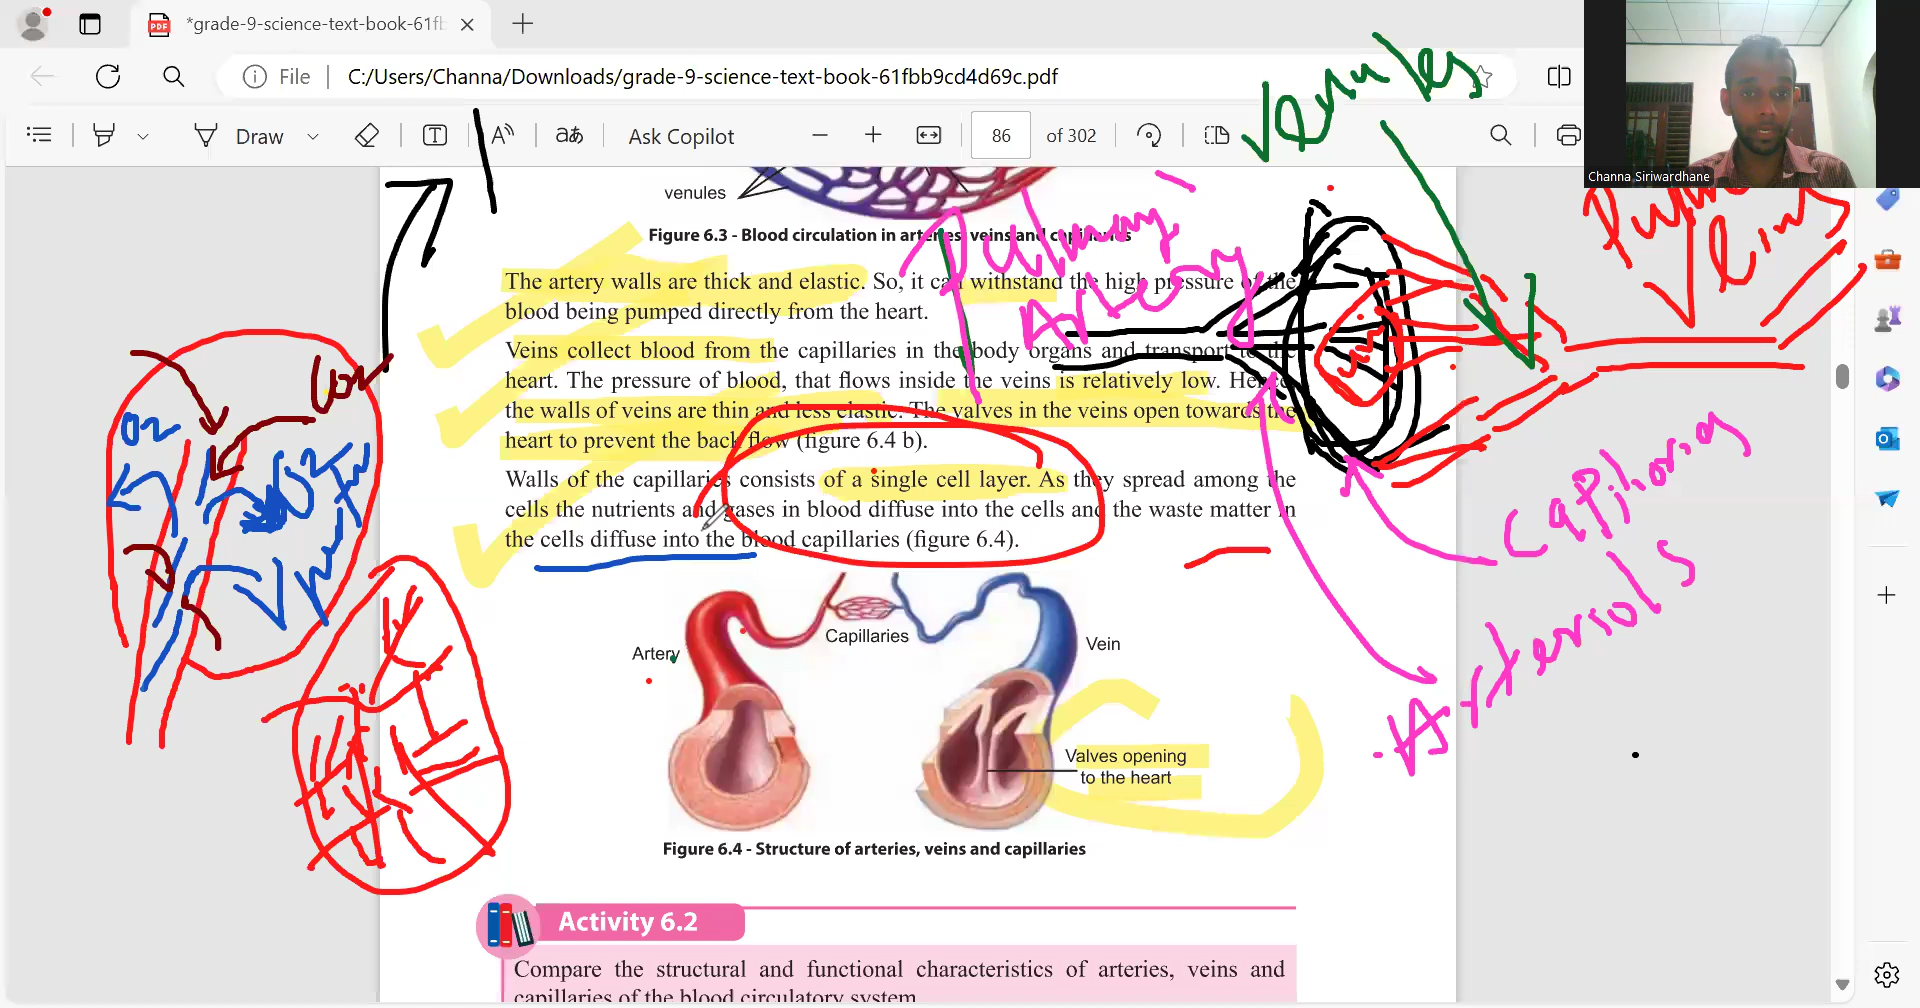 *grade-9-science-text-book-61fb
File
C:/Users/Channa/Downloads/grade-9-science-text-book-61fbb9cd4d69c.pdf
Draw
Ask Copilot
86 of 302
Channa Siriwardhane
venules
Figure 6.3 - Blood circulation in arteries, veins and capillaries
The artery walls are thick and elastic. So, it can withstand the high pressure of the
blood being pumped directly from the heart.
Veins collect blood from the capillaries in the body organs and transport to the
heart. The pressure of blood, that flows inside the veins is relatively low. Hence,
the walls of veins are thin and less elastic. The valves in the veins open towards the
heart to prevent the back flow (figure 6.4 b).
Walls of the capillaries consists of a single cell layer. As they spread among the
cells the nutrients and gases in blood diffuse into the cells and the waste matter in
the cells diffuse into the blood capillaries (figure 6.4).
Artery
Capillaries
Vein
Valves opening
to the heart
Figure 6.4 - Structure of arteries, veins and capillaries
Activity 6.2
Compare the structural and functional characteristics of arteries, veins and
capillaries of the blood circulatory system.
Venules
Artery
O2